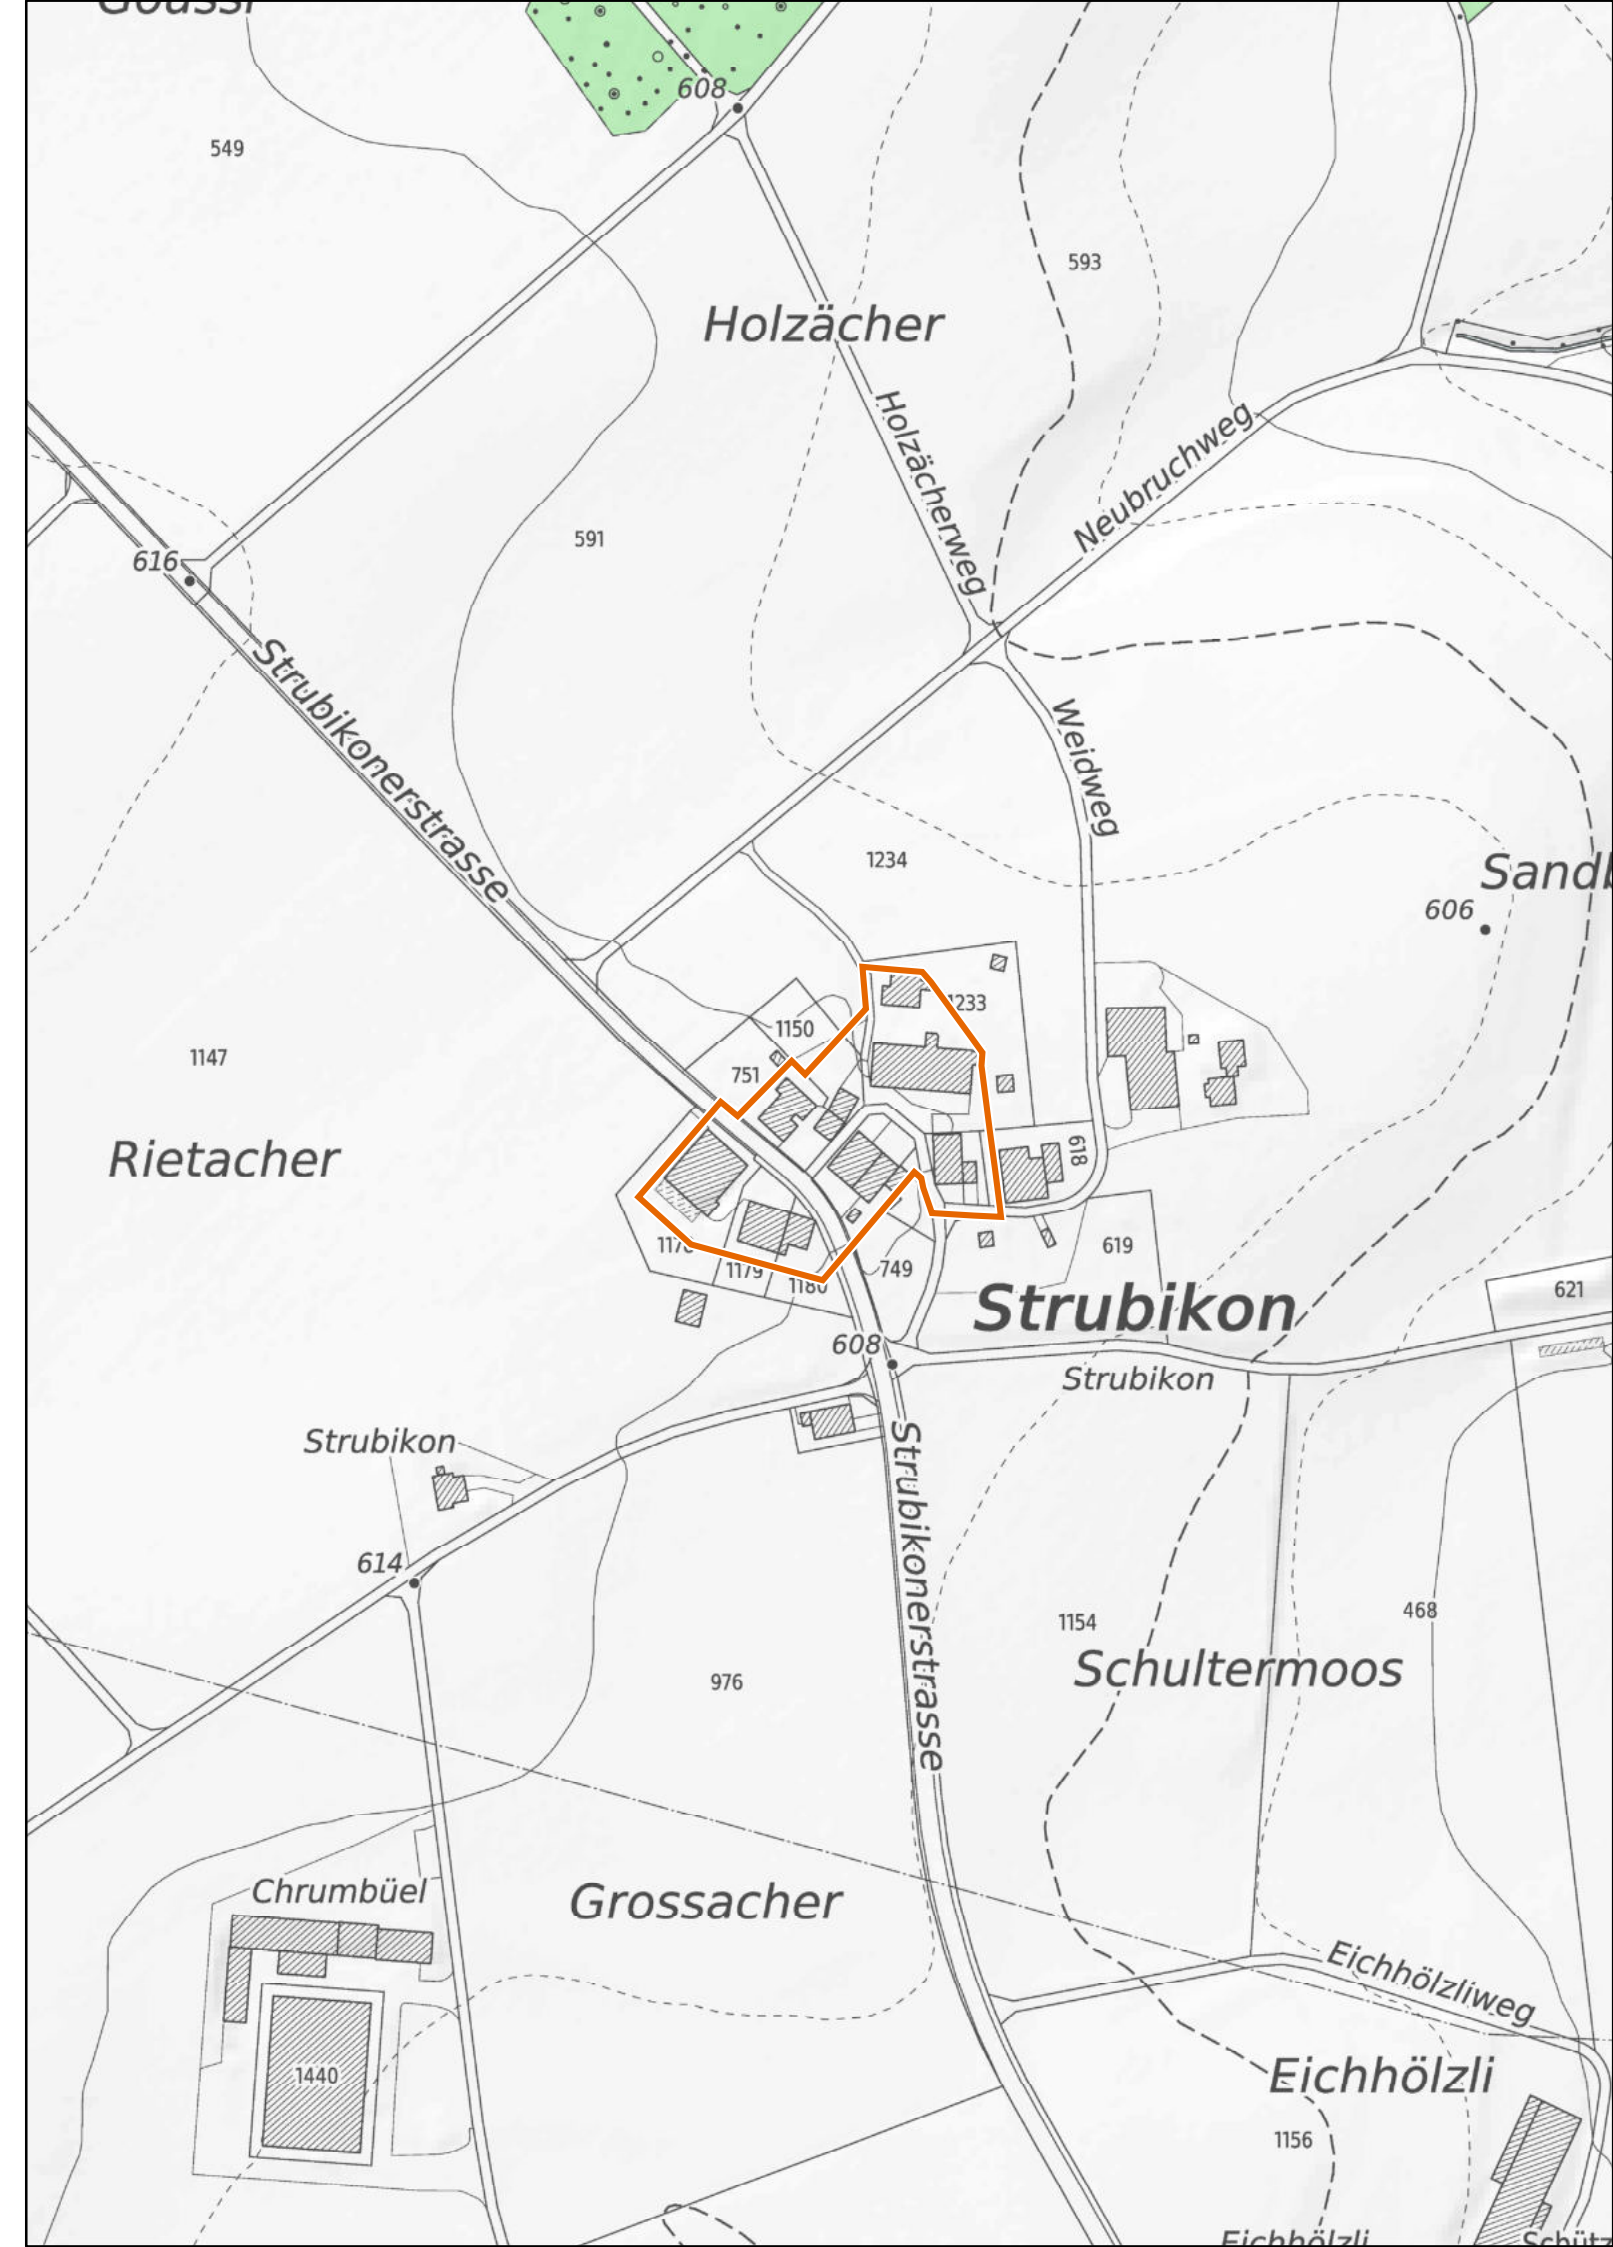 608
549
593
Holzächer
Holzächerweg
Neubruchweg
591
616
Strubikonerstrasse
Weidweg
1234
606
1233
1150
751
1147
618
Rietacher
619
749
1179
1180
621
Strubikon
608
Strubikon
Strubikon
Strubikonerstrasse
614
1154
468
Schultermoos
976
Chrumbüel
Grossacher
Eichhölzliweg
1440
Eichhölzli
1156
Eichhölzli